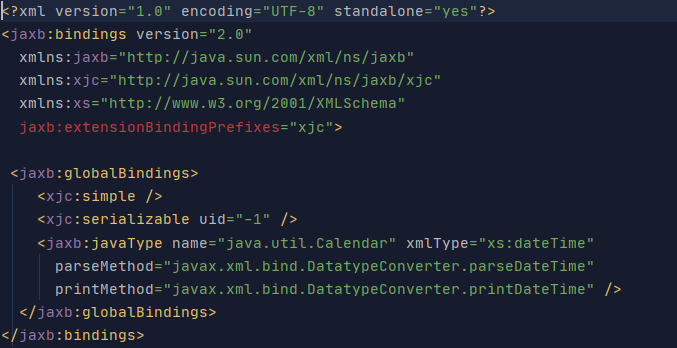 <?xml version="1.0" encoding="UTF-8" standalone="yes"?>
<jaxb:bindings version="2.0"
  xmlns:jaxb="http://java.sun.com/xml/ns/jaxb"
  xmlns:xjc="http://java.sun.com/xml/ns/jaxb/xjc"
  xmlns:xs="http://www.w3.org/2001/XMLSchema"
  jaxb:extensionBindingPrefixes="xjc">

 <jaxb:globalBindings>
    <xjc:simple />
    <xjc:serializable uid="-1" />
    <jaxb:javaType name="java.util.Calendar" xmlType="xs:dateTime"
      parseMethod="javax.xml.bind.DatatypeConverter.parseDateTime"
      printMethod="javax.xml.bind.DatatypeConverter.printDateTime" />
  </jaxb:globalBindings>
</jaxb:bindings>